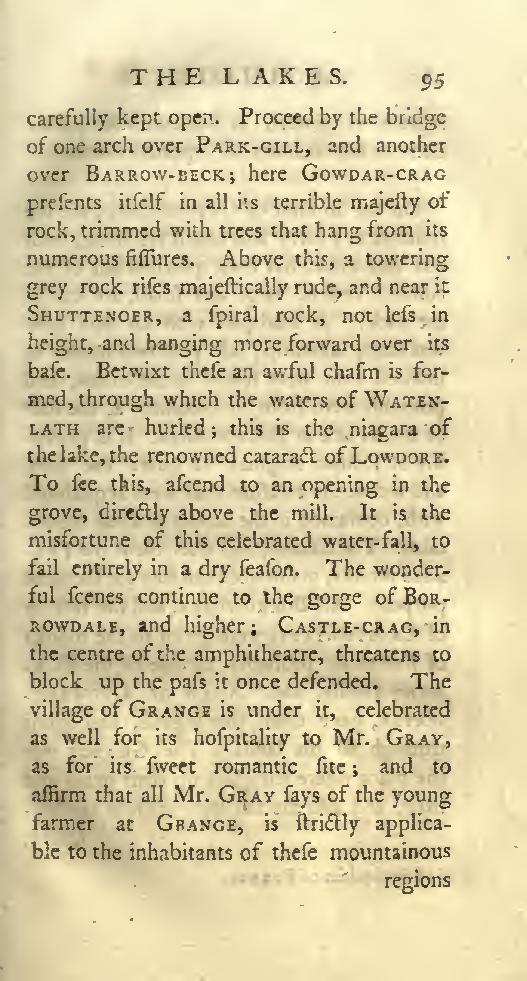 THE LAKES. 95
carefully kept open. Proceed by the bridge
of one arch over PARK-GILL, and another
over BARROW-BECK; here GOWDAR-CRAG
preſents itſelf in all its terrible majeſty of
rock, trimmed with trees that hang from its
numerous fiſſures. Above this, a towering
grey rock riſes majeſtically rude, and near it
SHUTTENOER, a ſpiral rock, not leſs in
height, and hanging more forward over its
baſe. Betwixt theſe an awful chaſm is for-
med, through which the waters of WATEN-
LATH are hurled; this is the niagara of
the lake, the renowned cataract of LOWDORE.
To ſee this, aſcend to an opening in the
grove, directly above the mill. It is the
misfortune of this celebrated water-fall, to
fail entirely in a dry ſeaſon. The wonder-
ful ſcenes continue to the gorge of BOR-
ROWDALE, and higher; CASTLE-CRAG, in
the centre of the amphitheatre, threatens to
block up the paſs it once defended. The
village of GRANGE is under it, celebrated
as well for its hoſpitality to Mr. GRAY,
as for its ſweet romantic ſite; and to
affirm that all Mr. GRAY ſays of the young
farmer at GRANGE, is ſtrictly applica-
ble to the inhabitants of theſe mountainous
regions